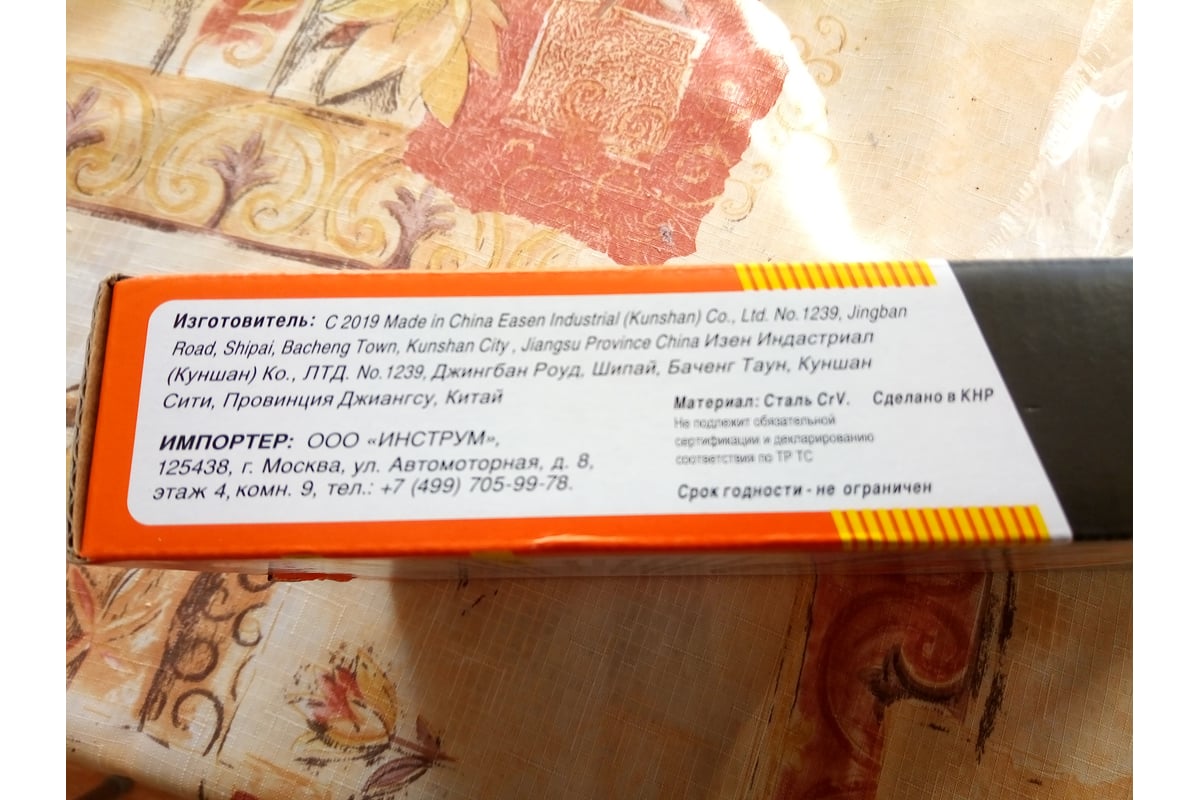 Изготовитель: С 2019 Made in China Easen Industrial (Kunshan) Co., Ltd. No.1239, Jingban
Road, Shipai, Bacheng Town, Kunshan City , Jiangsu Province China Изен Индастриал
(Куншан) Ко., ЛТД. No.1239, Джингбан Роуд, Шипай, Баченг Таун, Куншан
Сити, Провинция Джиангсу, Китай
ИМПОРТЕР: ООО «ИНСТРУМ»,
125438, г. Москва, ул. Автомоторная, д. 8,
этаж 4, комн. 9, тел.: +7 (499) 705-99-78.
Материал: Сталь CrV. Сделано в КНР
Не подлежит обязательной
сертификации и декларированию
соответствия по ТР ТС
Срок годности - не ограничен